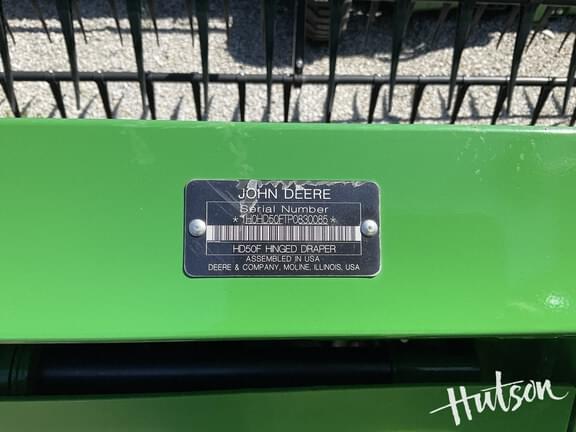 JOHN DEERE
Serial Number
*1H0HD50FTP0830085*
HD50F HINGED DRAPER
ASSEMBLED IN USA
DEERE & COMPANY, MOLINE, ILLINOIS, USA
Hutson